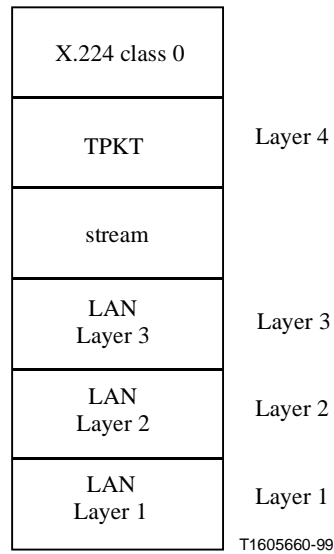 X.224 class 0
TPKT
Layer 4
stream
LAN
Layer 3
Layer 3
LAN
Layer 2
Layer 2
LAN
Layer 1
Layer 1
T1605660-99